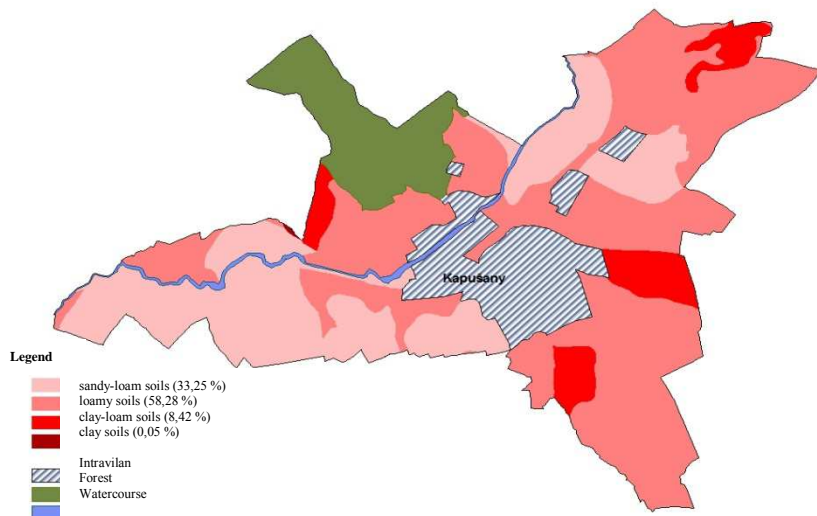 Kapusany
Legend
sandy-loam soils (33,25 %)
loamy soils (58,28 %)
clay-loam soils (8,42 %)
clay soils (0,05 %)
Intravilan
Forest
Watercourse